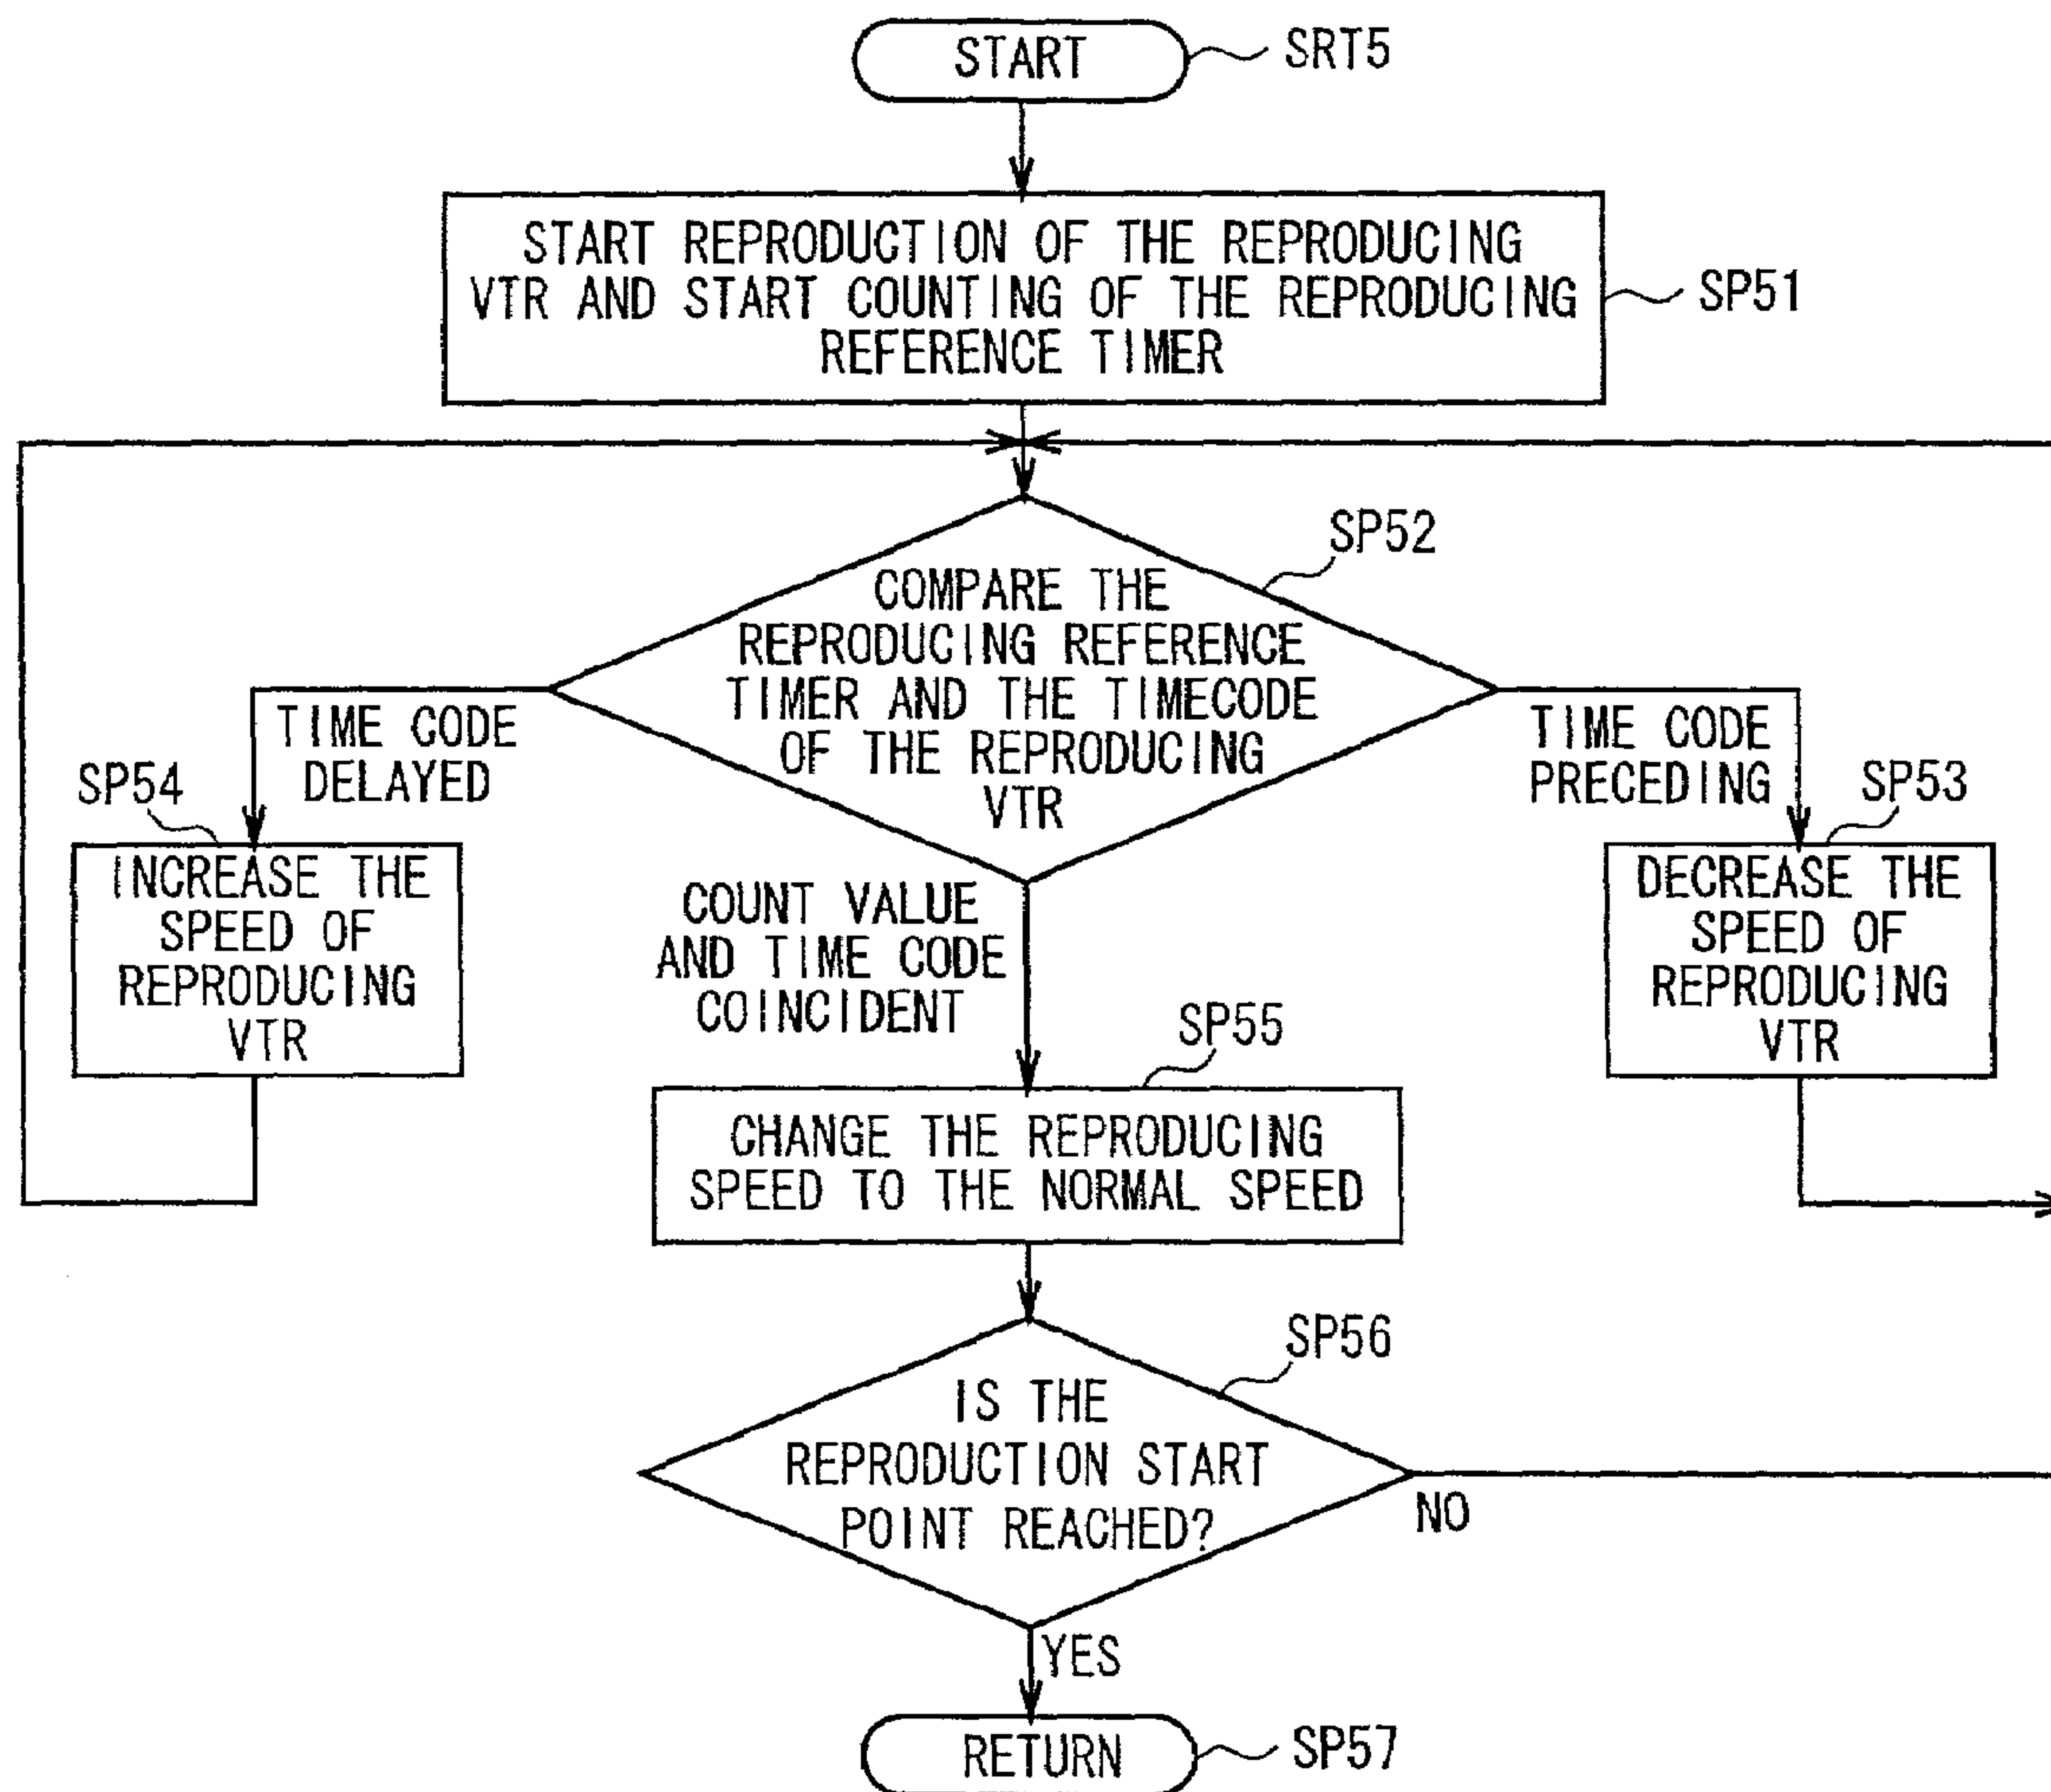 START
SRT5
START REPRODUCTION OF THE REPRODUCING
VTR AND START COUNTING OF THE REPRODUCING
REFERENCE TIMER
SP51
SP52
COMPARE THE
REPRODUCING REFERENCE
TIMER AND THE TIMECODE
OF THE REPRODUCING
VTR
TIME CODE
DELAYED
TIME CODE
PRECEDING
SP54
INCREASE THE
SPEED OF
REPRODUCING
VTR
COUNT VALUE
AND TIME CODE
COINCIDENT
SP53
DECREASE THE
SPEED OF
REPRODUCING
VTR
SP55
CHANGE THE REPRODUCING
SPEED TO THE NORMAL SPEED
SP56
IS THE
REPRODUCTION START
POINT REACHED?
NO
YES
RETURN
SP57